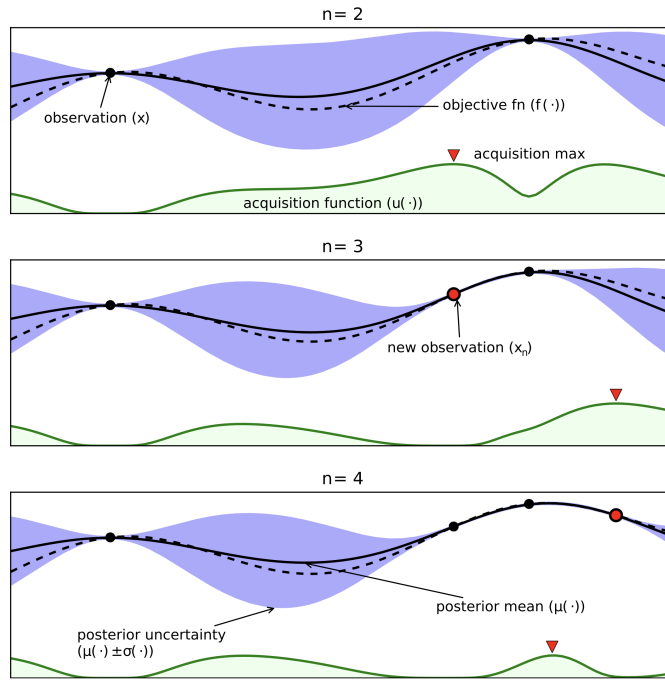 n = 2
observation (x)
objective fn (f(·))
acquisition max
acquisition function (u(·))
n = 3
new observation (xₙ)
n = 4
posterior mean (μ(·))
posterior uncertainty
(μ(·) ±σ(·))